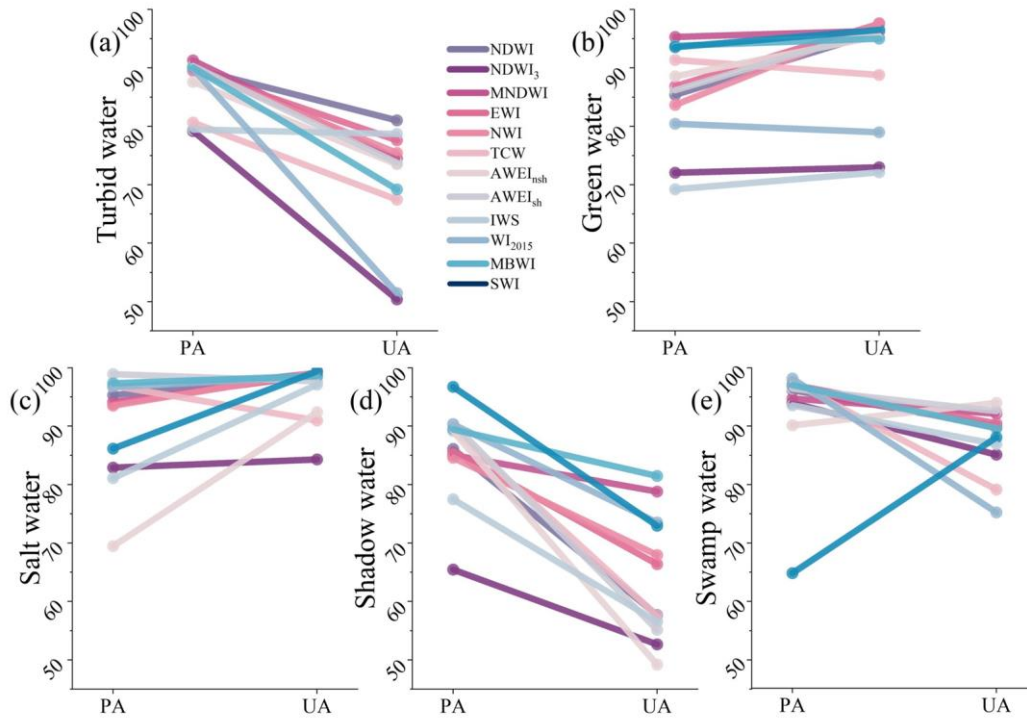 (a)
Turbid water
100
90
80
70
60
50
PA UA
NDWI
NDWI₃
MNDWI
EWI
NWI
TCW
AWEIₙₛₕ
AWEIₛₕ
IWS
WI₂₀₁₅
MBWI
SWI
(b)
Green water
100
90
80
70
60
50
PA UA
(c)
Salt water
100
90
80
70
60
50
PA UA
(d)
Shadow water
100
90
80
70
60
50
PA UA
(e)
Swamp water
100
90
80
70
60
50
PA UA